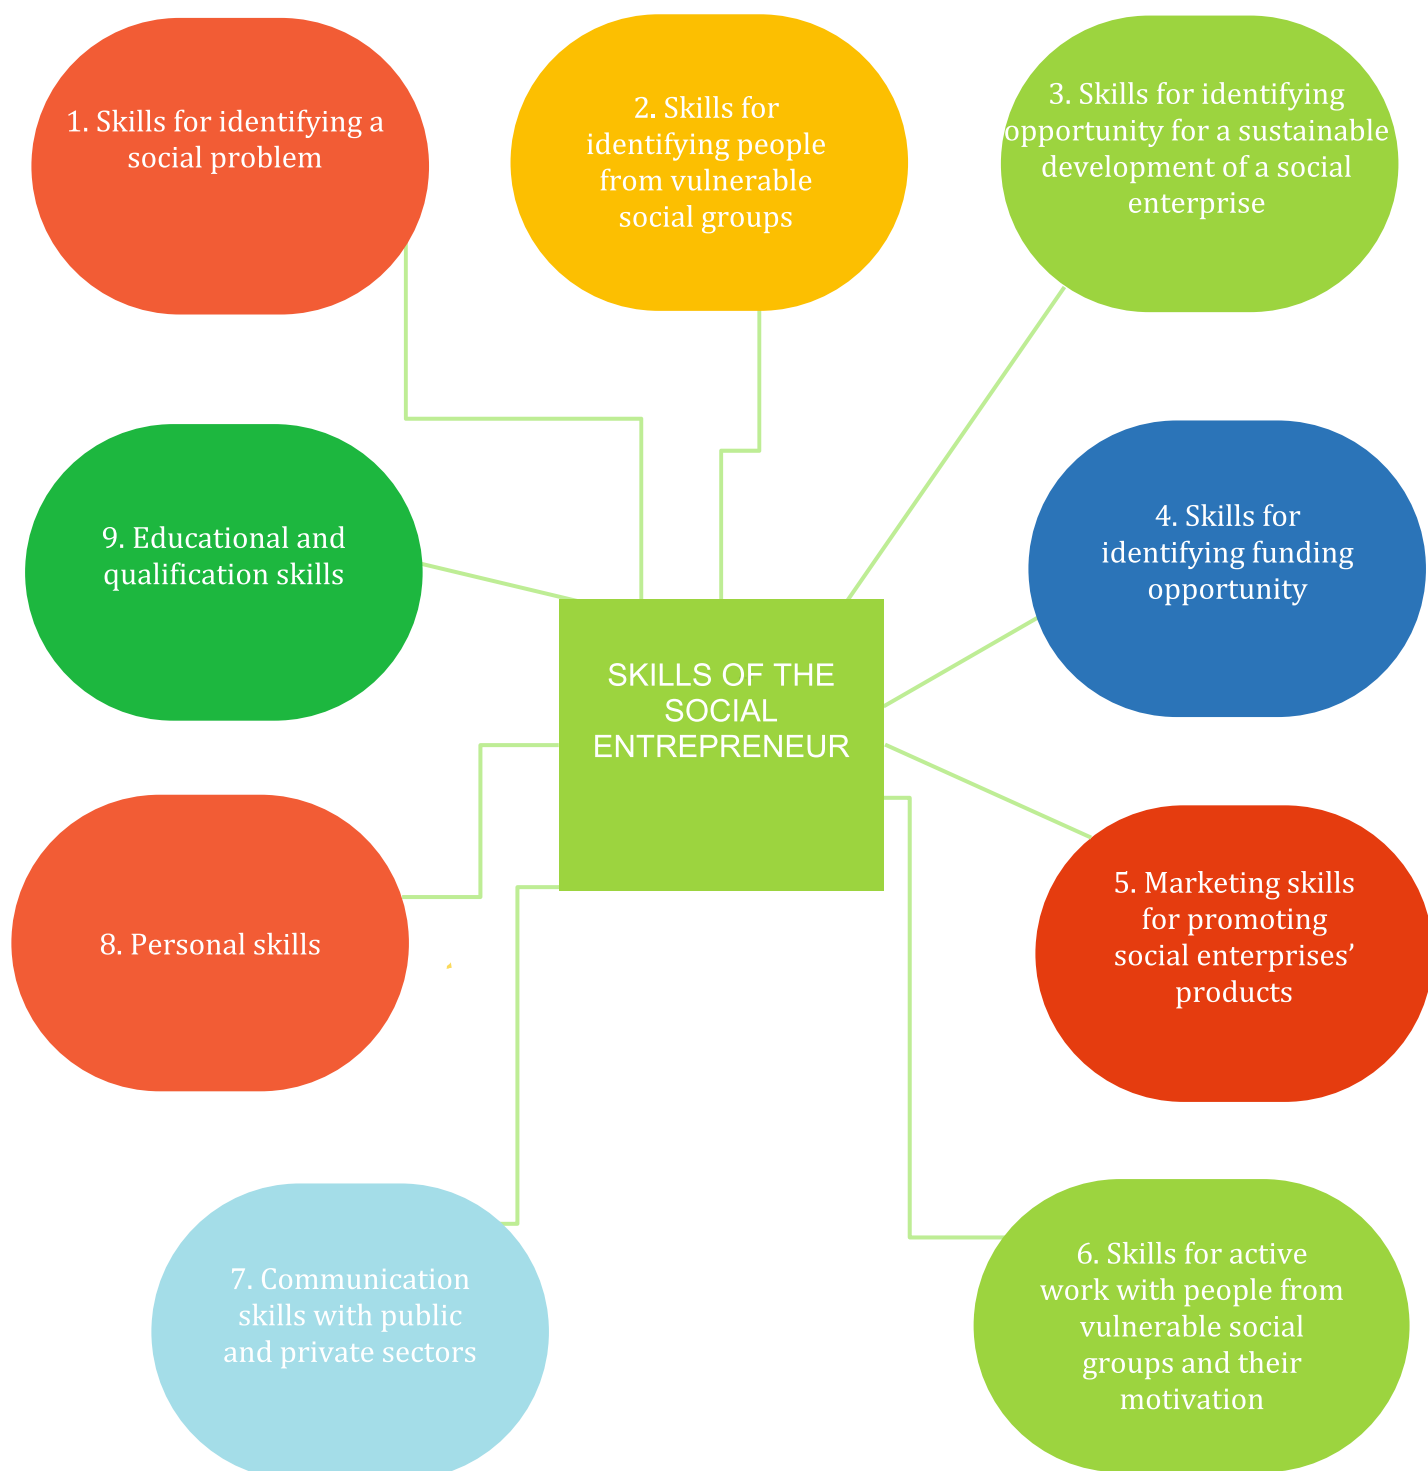 1. Skills for identifying a
social problem
2. Skills for
identifying people
from vulnerable
social groups
3. Skills for identifying
opportunity for a sustainable
development of a social
enterprise
4. Skills for
identifying funding
opportunity
9. Educational and
qualification skills
SKILLS OF THE
SOCIAL
ENTREPRENEUR
5. Marketing skills
for promoting
social enterprises’
products
8. Personal skills
6. Skills for active
work with people from
vulnerable social
groups and their
motivation
7. Communication
skills with public
and private sectors